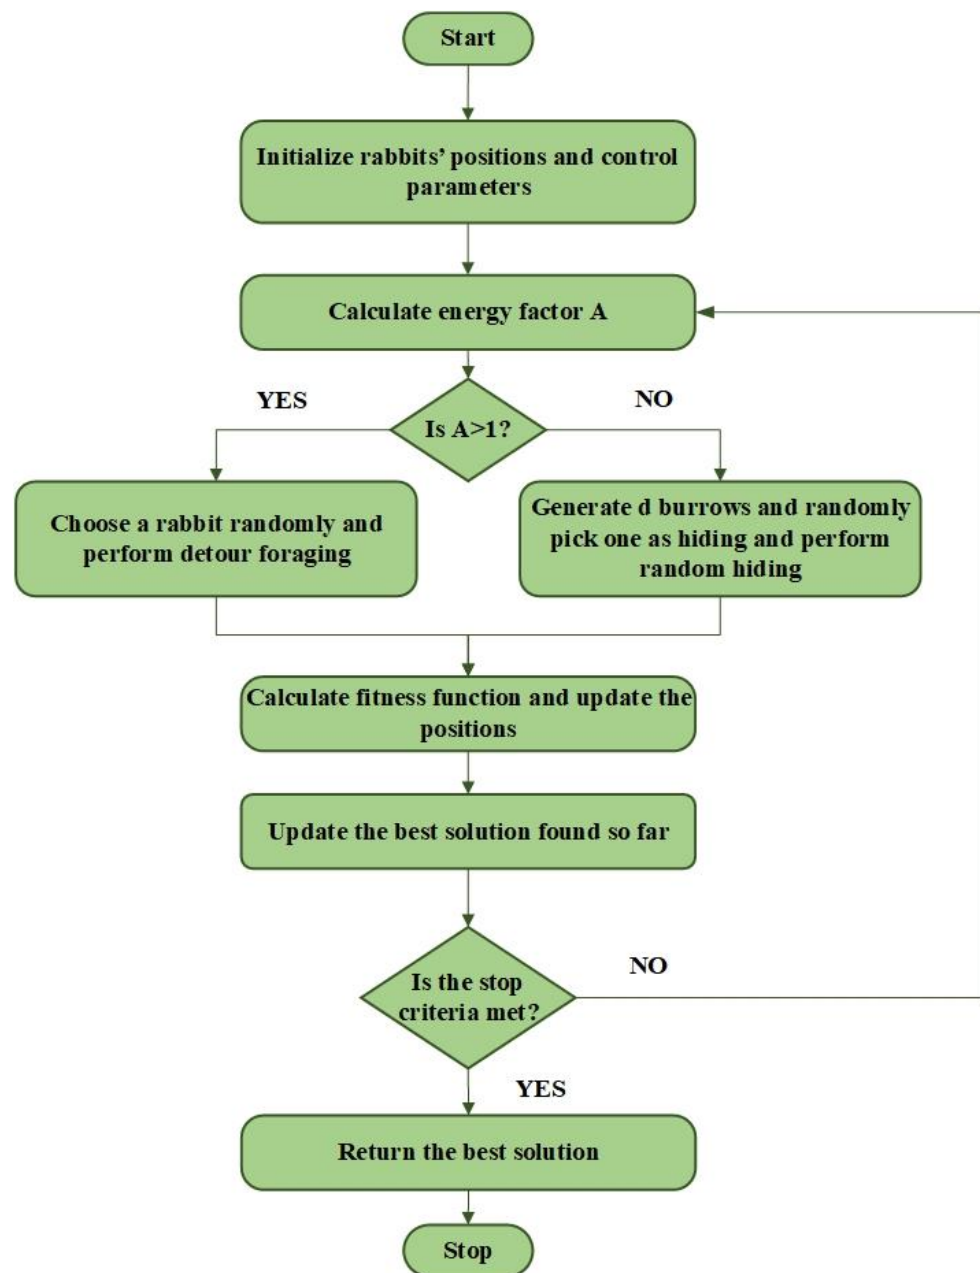 Start
Initialize rabbits’ positions and control
parameters
Calculate energy factor A
YES
NO
Is A>1?
Choose a rabbit randomly and
perform detour foraging
Generate d burrows and randomly
pick one as hiding and perform
random hiding
Calculate fitness function and update the
positions
Update the best solution found so far
Is the stop
criteria met?
NO
YES
Return the best solution
Stop